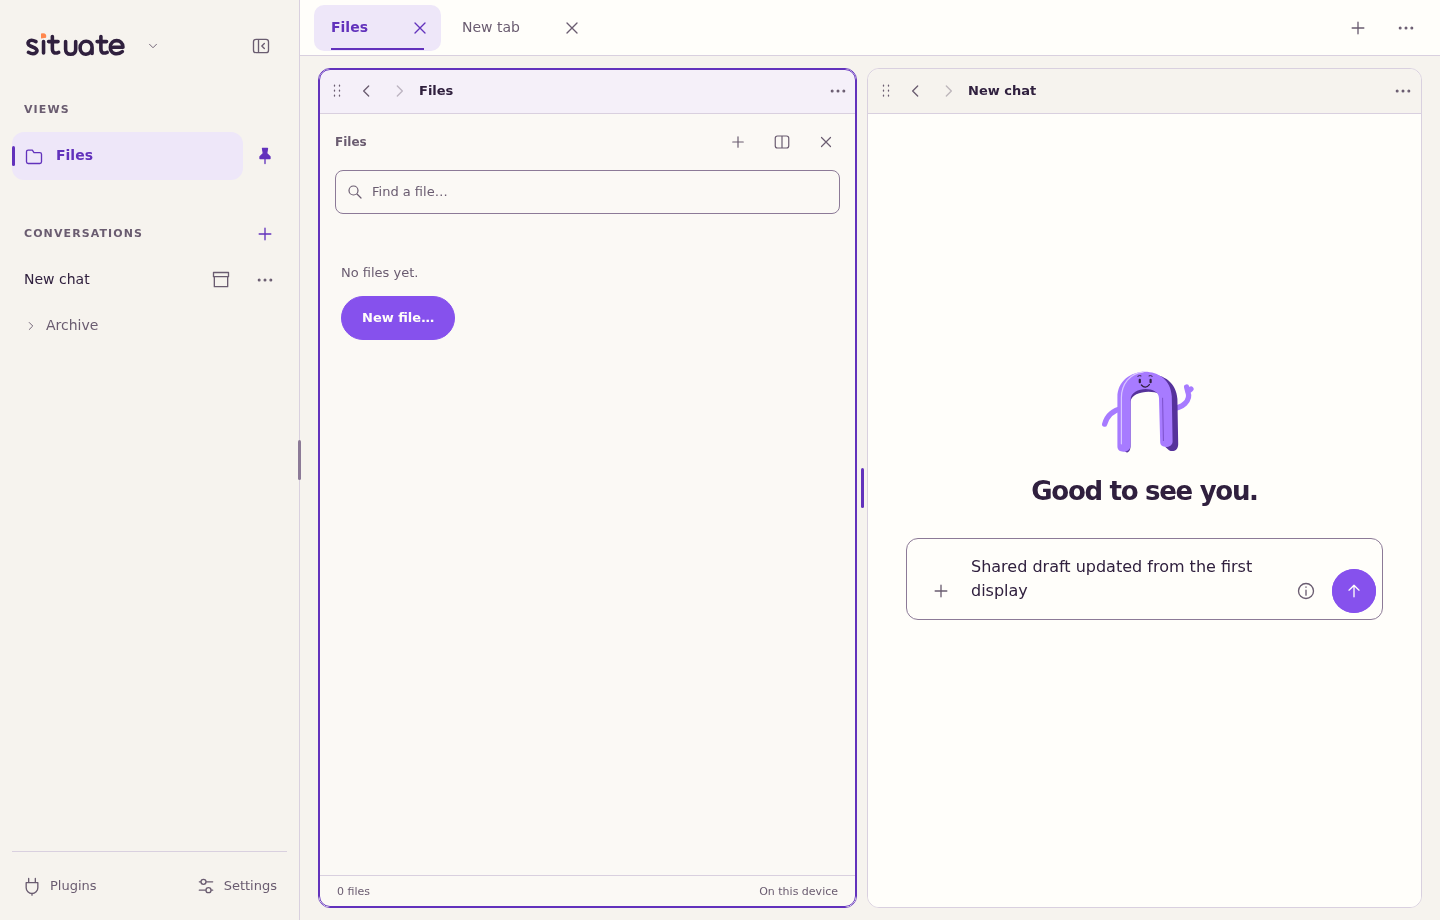 situate
VIEWS
Files
CONVERSATIONS
New chat
Archive
Plugins
Settings
Files
New tab
Files
Files
Find a file...
No files yet.
New file...
0 files
On this device
New chat
Good to see you.
Shared draft updated from the first
display